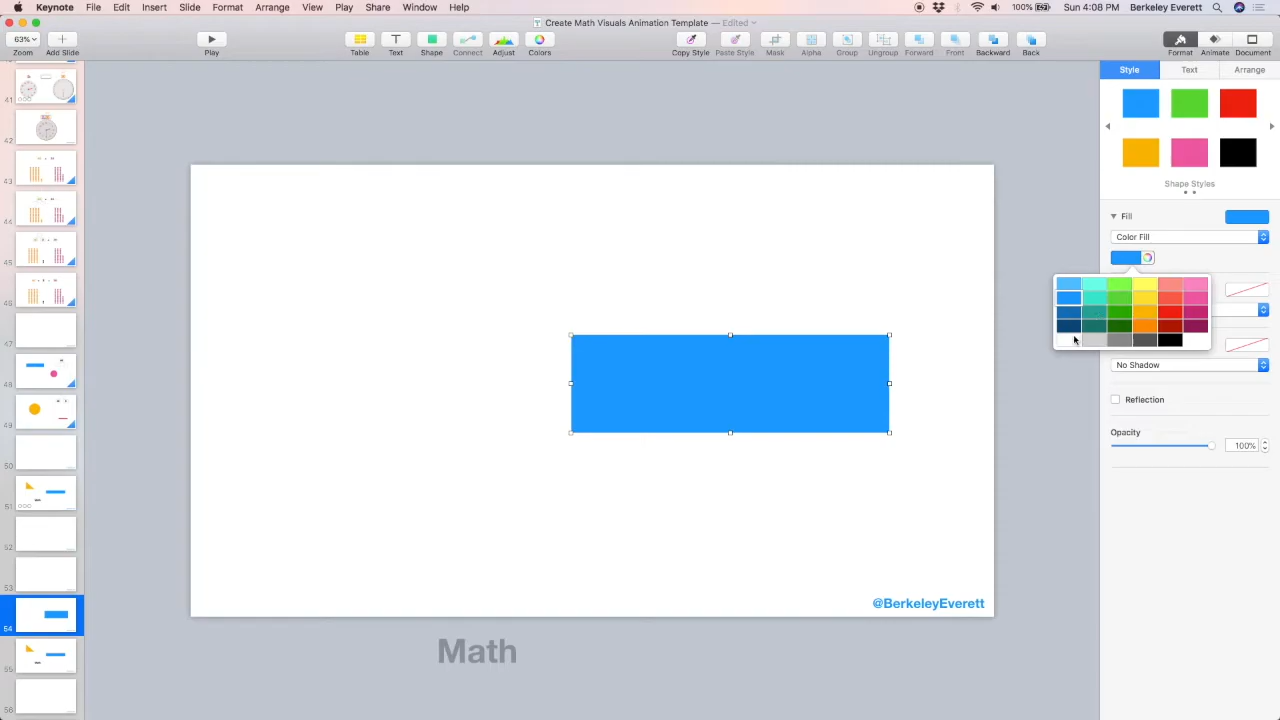 Keynote File Edit Insert Slide Format Arrange View Play Share Window Help 100% Sun 4:08 PM Berkeley Everett
Create Math Visuals Animation Template — Edited
63%
Zoom Add Slide Play Table Text Shape Connect Adjust Colors Copy Style Paste Style Mask Alpha Group Ungroup Forward Front Backward Back Format Animate Document
Style Text Arrange
Shape Styles
Fill
Color Fill
No Shadow
Reflection
Opacity
100%
41
42
43
44
45
46
47
48
49
50
51
52
53
54
55
56
@BerkeleyEverett
Math